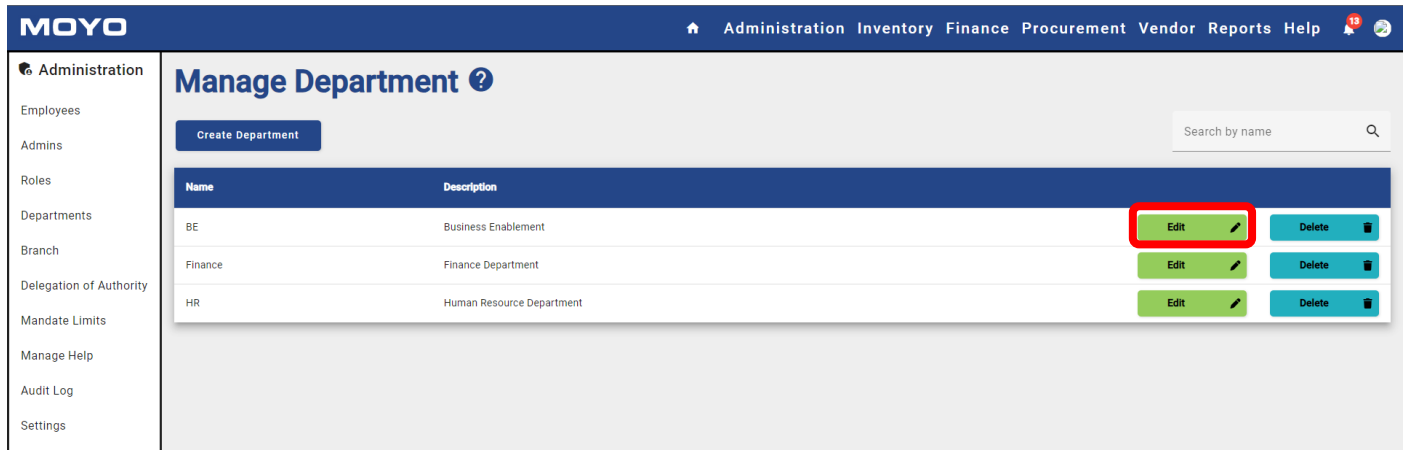 MOYO Administration Inventory Finance Procurement Vendor Reports Help 13
Administration
Employees
Admins
Roles
Departments
Branch
Delegation of Authority
Mandate Limits
Manage Help
Audit Log
Settings
Manage Department ?
Create Department Search by name
Name Description
BE Business Enablement Edit Delete
Finance Finance Department Edit Delete
HR Human Resource Department Edit Delete